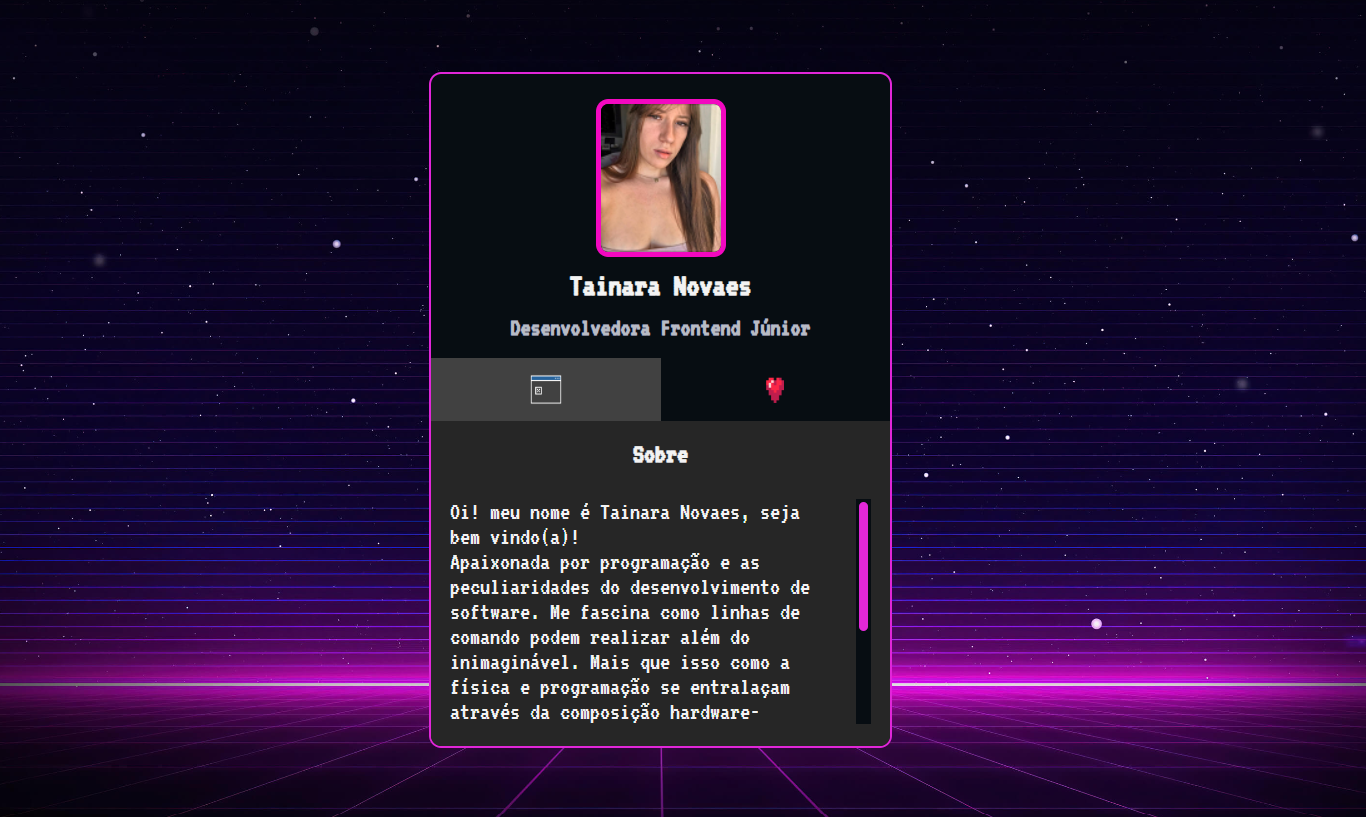 Tainara Novaes
Desenvolvedora Frontend Júnior
Sobre
Oi! meu nome é Tainara Novaes, seja
bem vindo(a)!
Apaixonada por programação e as
peculiaridades do desenvolvimento de
software. Me fascina como linhas de
comando podem realizar além do
inimaginável. Mais que isso como a
física e programação se entralaçam
através da composição hardware-